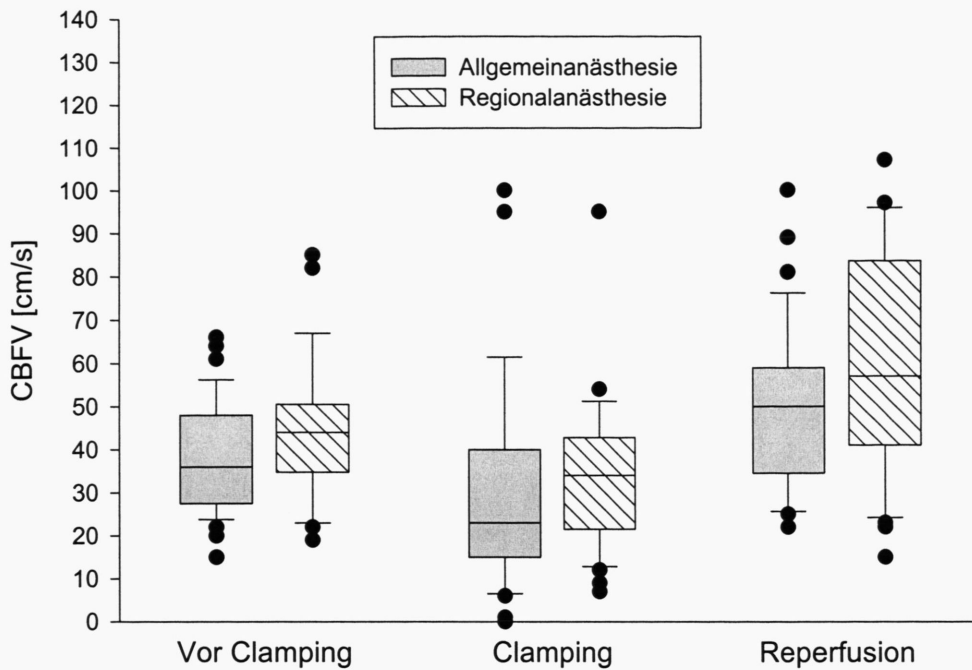 140
130
120
110
100
90
80
70
60
50
40
30
20
10
0
CBFV [cm/s]
Allgemeinanästhesie
Regionalanästhesie
Vor Clamping
Clamping
Reperfusion